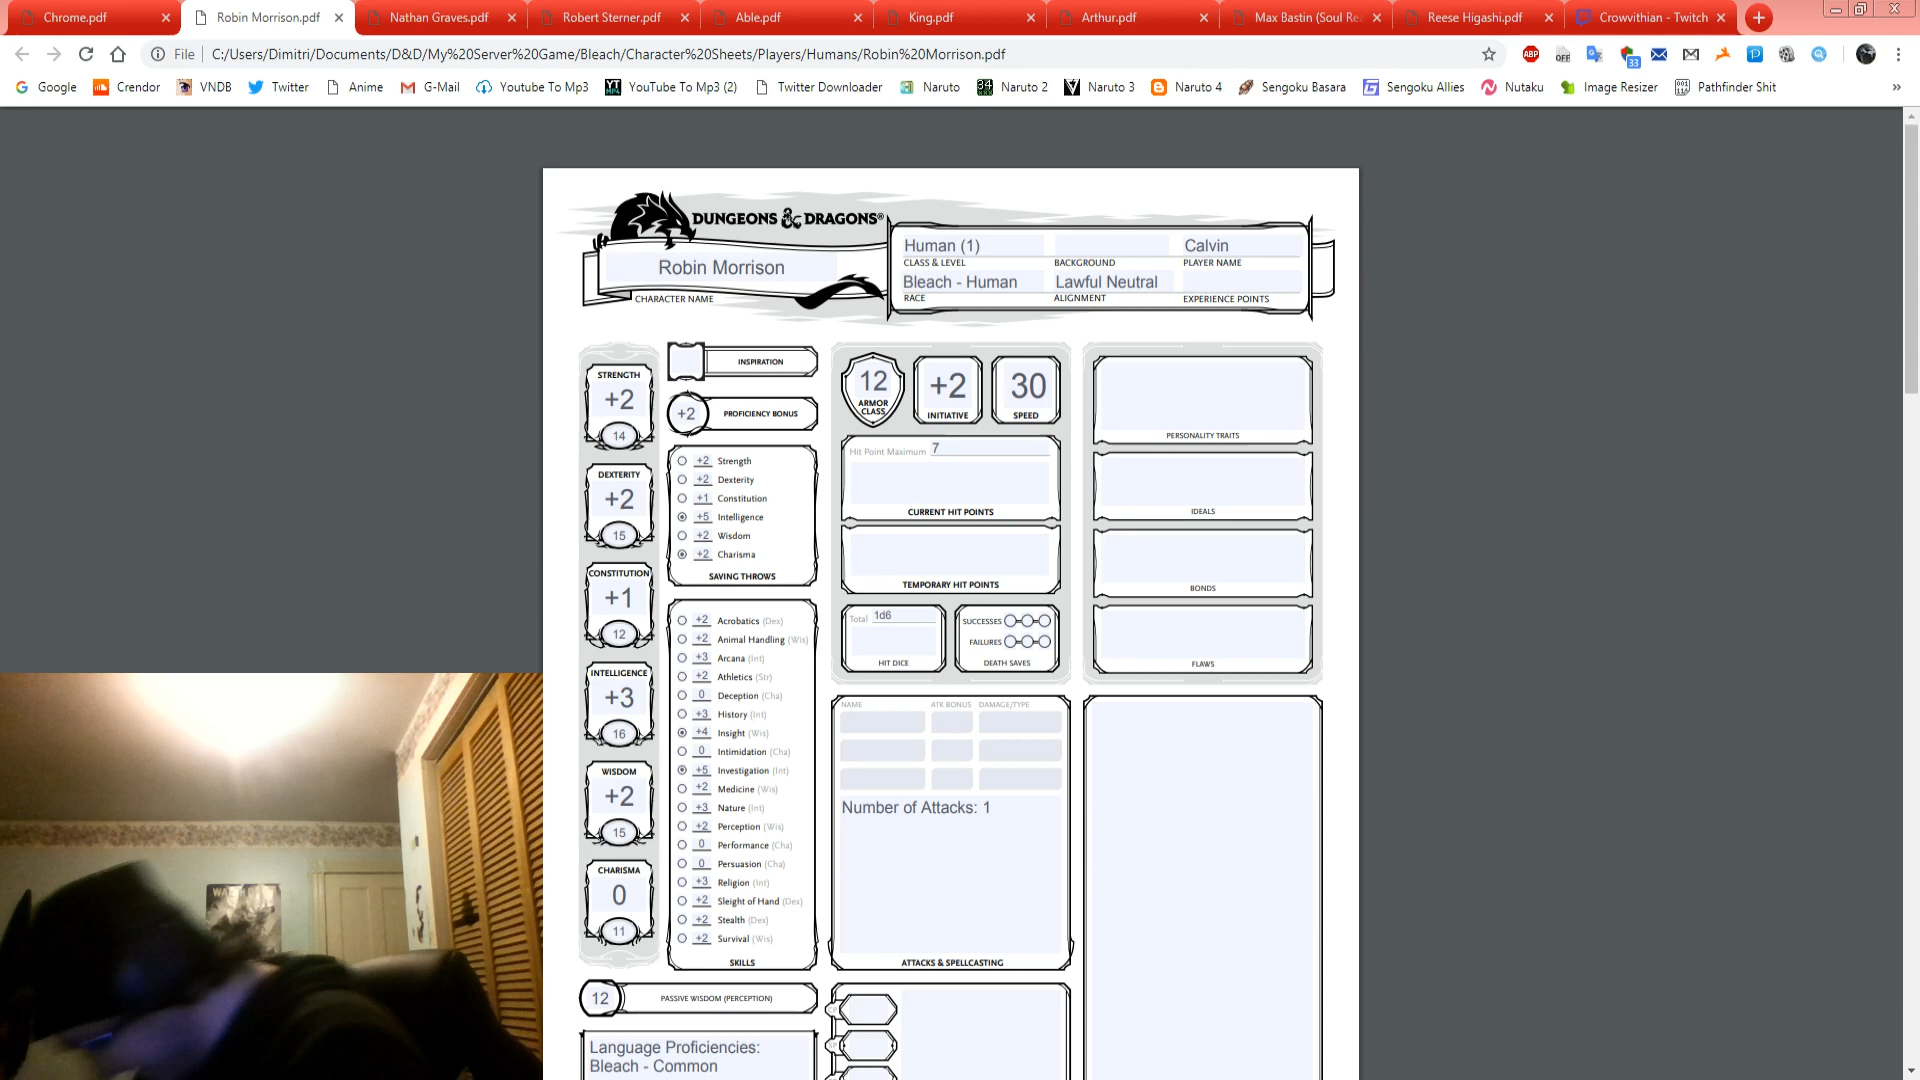 Chrome.pdf
Robin Morrison.pdf
Nathan Graves.pdf
Robert Sterner.pdf
Able.pdf
King.pdf
Arthur.pdf
Max Bastin (Soul Re
Reese Higashi.pdf
Crowvithian - Twitch
File C:/Users/Dimitri/Documents/D&D/My%20Server%20Game/Bleach/Character%20Sheets/Players/Humans/Robin%20Morrison.pdf
ABP OFF 33
Google Crendor VNDB Twitter Anime G-Mail Youtube To Mp3 YouTube To Mp3 (2) Twitter Downloader Naruto Naruto 2 Naruto 3 Naruto 4 Sengoku Basara Sengoku Allies Nutaku Image Resizer Pathfinder Shit
DUNGEONS & DRAGONS®
Robin Morrison
CHARACTER NAME
Human (1) Calvin
CLASS & LEVEL BACKGROUND PLAYER NAME
Bleach - Human Lawful Neutral
RACE ALIGNMENT EXPERIENCE POINTS
STRENGTH
+2
14
DEXTERITY
+2
15
CONSTITUTION
+1
12
INTELLIGENCE
+3
16
WISDOM
+2
15
CHARISMA
0
11
INSPIRATION
+2 PROFICIENCY BONUS
+2 Strength
+2 Dexterity
+1 Constitution
+5 Intelligence
+2 Wisdom
+2 Charisma
SAVING THROWS
+2 Acrobatics (Dex)
+2 Animal Handling (Wis)
+3 Arcana (Int)
+2 Athletics (Str)
0 Deception (Cha)
+3 History (Int)
+4 Insight (Wis)
0 Intimidation (Cha)
+5 Investigation (Int)
+2 Medicine (Wis)
+3 Nature (Int)
+2 Perception (Wis)
0 Performance (Cha)
0 Persuasion (Cha)
+3 Religion (Int)
+2 Sleight of Hand (Dex)
+2 Stealth (Dex)
+2 Survival (Wis)
SKILLS
12 PASSIVE WISDOM (PERCEPTION)
Language Proficiencies:
Bleach - Common
12
ARMOR
CLASS
+2
INITIATIVE
30
SPEED
Hit Point Maximum 7
CURRENT HIT POINTS
TEMPORARY HIT POINTS
Total 1d6
HIT DICE
SUCCESSES
FAILURES
DEATH SAVES
NAME ATK BONUS DAMAGE/TYPE
Number of Attacks: 1
ATTACKS & SPELLCASTING
CP
SP
PERSONALITY TRAITS
IDEALS
BONDS
FLAWS